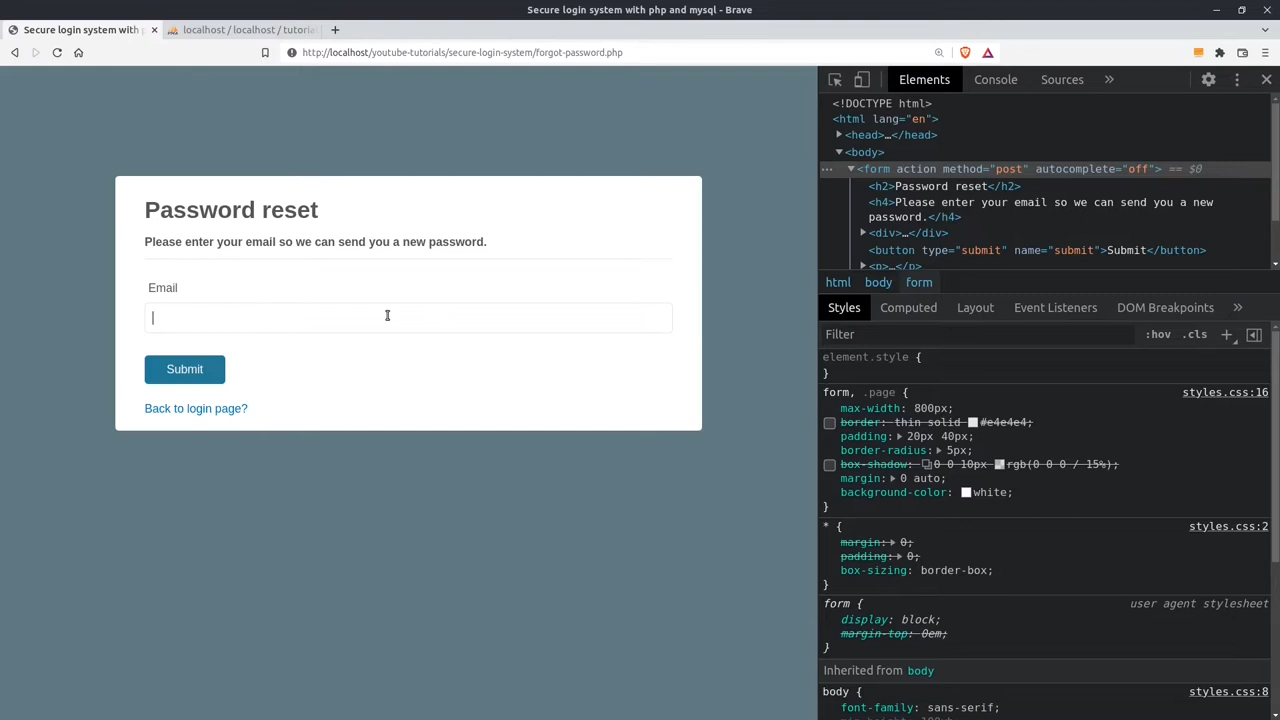 Secure login system with php and mysql - Brave
Secure login system with p
localhost / localhost / tutorial
http://localhost/youtube-tutorials/secure-login-system/forgot-password.php
Password reset
Please enter your email so we can send you a new password.
Email
Submit
Back to login page?
Elements Console Sources »
<!DOCTYPE html>
<html lang="en">
<head>…</head>
<body>
… <form action method="post" autocomplete="off"> == $0
<h2>Password reset</h2>
<h4>Please enter your email so we can send you a new
password.</h4>
<div>…</div>
<button type="submit" name="submit">Submit</button>
<p>…</p>
html body form
Styles Computed Layout Event Listeners DOM Breakpoints »
Filter :hov .cls +
element.style {
}
form, .page { styles.css:16
max-width: 800px;
border: thin solid #e4e4e4;
padding: 20px 40px;
border-radius: 5px;
box-shadow: 0 0 10px rgb(0 0 0 / 15%);
margin: 0 auto;
background-color: white;
}
* { styles.css:2
margin: 0;
padding: 0;
box-sizing: border-box;
}
form { user agent stylesheet
display: block;
margin-top: 0em;
}
Inherited from body
body { styles.css:8
font-family: sans-serif;